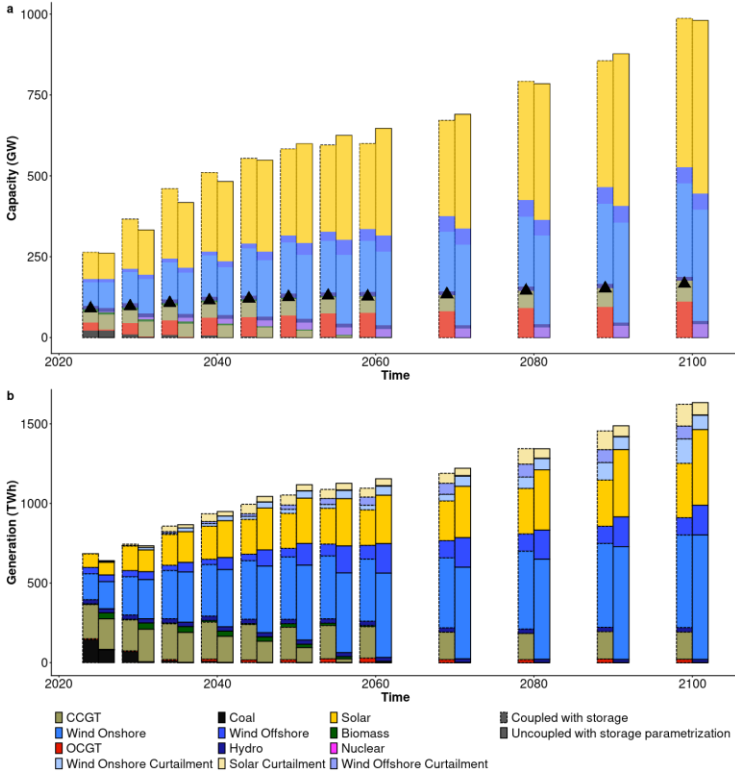 a
1000
750
500
250
0
Capacity (GW)
2020
2040
2060
2080
2100
Time
b
1500
1000
500
0
Generation (TWh)
2020
2040
2060
2080
2100
Time
CCGT
Coal
Solar
Coupled with storage
Wind Onshore
Wind Offshore
Biomass
Uncoupled with storage parametrization
OCGT
Hydro
Nuclear
Wind Onshore Curtailment
Solar Curtailment
Wind Offshore Curtailment